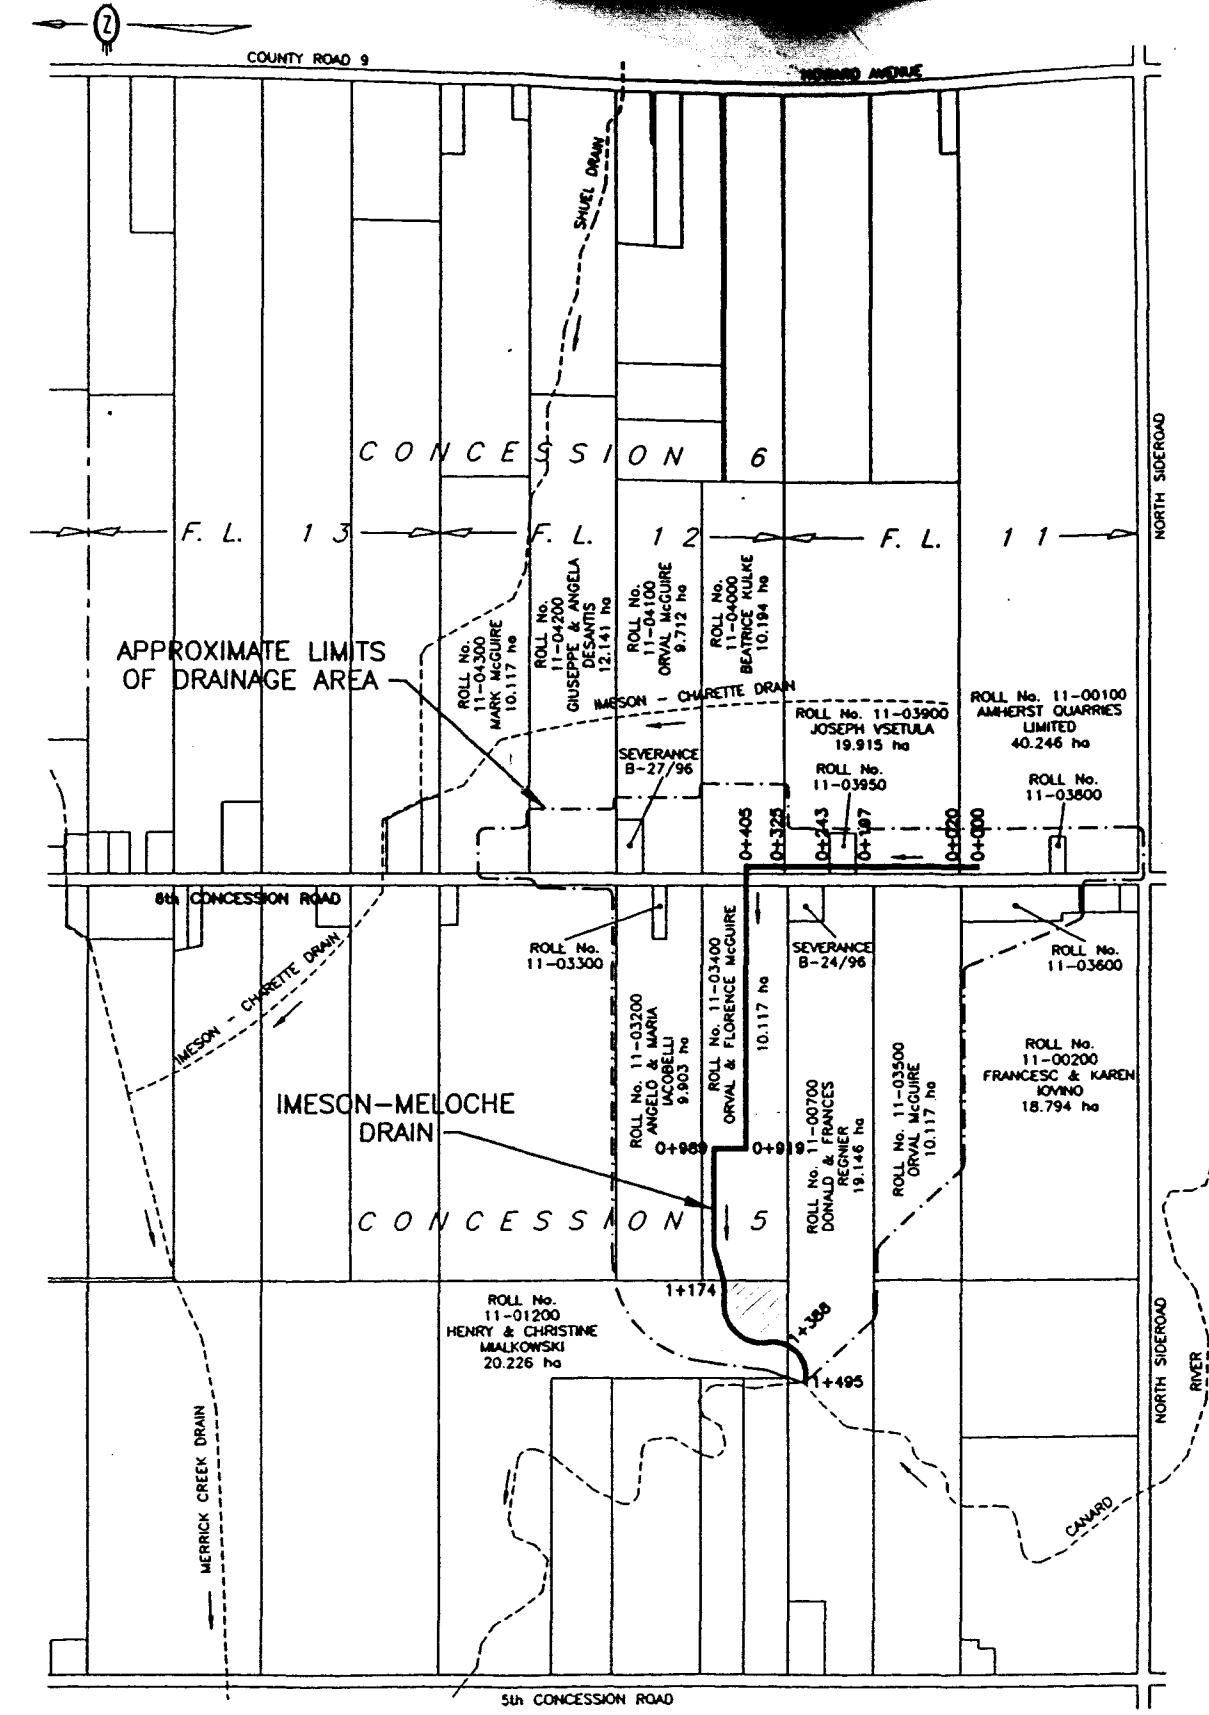 Z
COUNTY ROAD 9
HOWARD AVENUE
SHUEL DRAIN
CONCESSION 6
NORTH SIDEROAD
F. L. 13
F. L. 12
F. L. 11
APPROXIMATE LIMITS
OF DRAINAGE AREA
ROLL No.
11-04300
MARK McGUIRE
10.117 ha
ROLL No.
11-04200
GIUSEPPE & ANGELA
DESANTIS
12.141 ha
ROLL No.
11-04100
ORVAL McGUIRE
9.712 ha
ROLL No.
11-04000
BEATRICE KULKE
10.194 ha
IMESON - CHARETTE DRAIN
ROLL No. 11-03900
JOSEPH VSETULA
19.915 ha
ROLL No. 11-00100
AMHERST QUARRIES
LIMITED
40.246 ha
SEVERANCE
B-27/96
ROLL No.
11-03950
ROLL No.
11-03800
0+405
0+325
0+243
0+197
0+020
0+000
8th CONCESSION ROAD
IMESON - CHARETTE DRAIN
ROLL No.
11-03300
SEVERANCE
B-24/96
ROLL No.
11-03600
ROLL No. 11-03200
ANGELO & MARIA
IACOBELLI
9.903 ha
ROLL No. 11-03400
ORVAL & FLORENCE McGUIRE
10.117 ha
ROLL No. 11-00700
DONALD & FRANCES
REGNIER
19.146 ha
ROLL No. 11-03500
ORVAL McGUIRE
10.117 ha
ROLL No.
11-00200
FRANCESC & KAREN
IOVINO
18.794 ha
IMESON-MELOCHE
DRAIN
0+989
0+919
CONCESSION 5
1+174
1+388
1+495
ROLL No.
11-01200
HENRY & CHRISTINE
MIALKOWSKI
20.226 ha
NORTH SIDEROAD
RIVER
CANARD
MERRICK CREEK DRAIN
5th CONCESSION ROAD